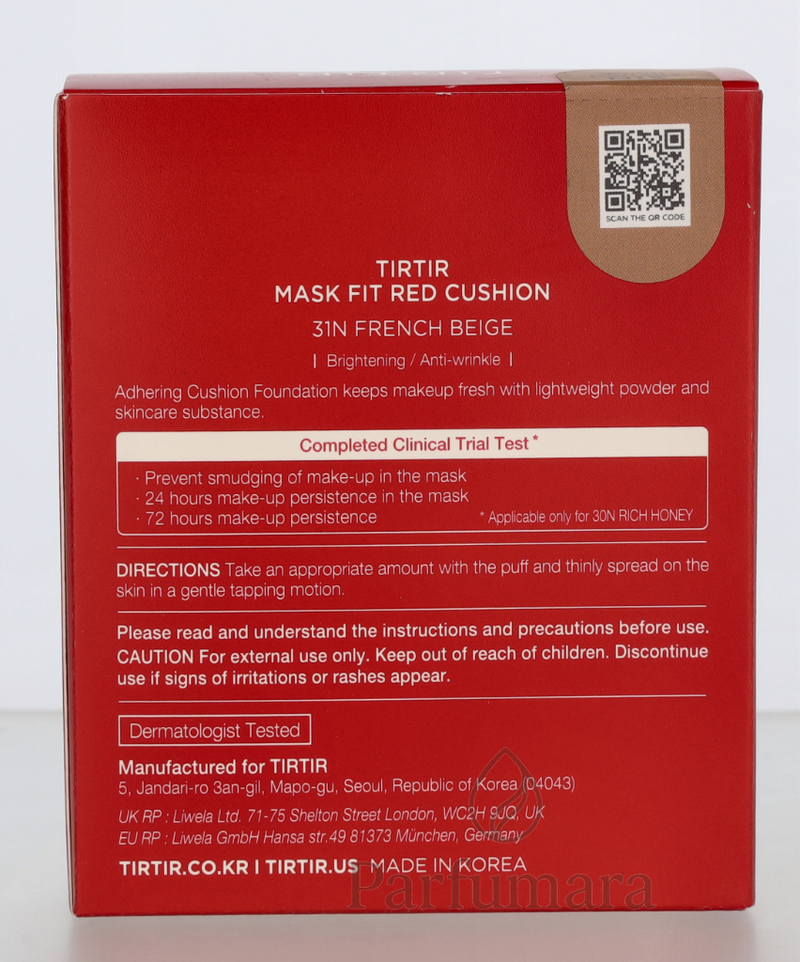 SCAN THE QR CODE
TIRTIR
MASK FIT RED CUSHION
31N FRENCH BEIGE
| Brightening / Anti-wrinkle |
Adhering Cushion Foundation keeps makeup fresh with lightweight powder and
skincare substance.
Completed Clinical Trial Test*
· Prevent smudging of make-up in the mask
· 24 hours make-up persistence in the mask
· 72 hours make-up persistence
* Applicable only for 30N RICH HONEY
DIRECTIONS Take an appropriate amount with the puff and thinly spread on the
skin in a gentle tapping motion.
Please read and understand the instructions and precautions before use.
CAUTION For external use only. Keep out of reach of children. Discontinue
use if signs of irritations or rashes appear.
Dermatologist Tested
Manufactured for TIRTIR
5, Jandari-ro 3an-gil, Mapo-gu, Seoul, Republic of Korea (04043)
UK RP : Liwela Ltd. 71-75 Shelton Street London, WC2H 9JQ, UK
EU RP : Liwela GmbH Hansa str.49 81373 München, Germany
TIRTIR.CO.KR I TIRTIR.US MADE IN KOREA
Parfumara